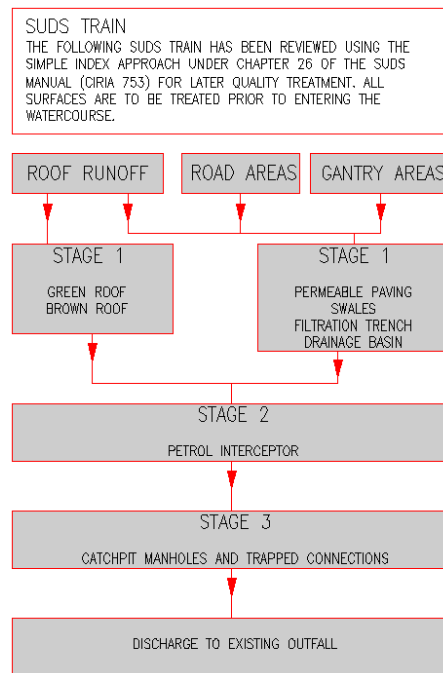 SUDS TRAIN
THE FOLLOWING SUDS TRAIN HAS BEEN REVIEWED USING THE
SIMPLE INDEX APPROACH UNDER CHAPTER 26 OF THE SUDS
MANUAL (CIRIA 753) FOR LATER QUALITY TREATMENT. ALL
SURFACES ARE TO BE TREATED PRIOR TO ENTERING THE
WATERCOURSE.
ROOF RUNOFF
ROAD AREAS
GANTRY AREAS
STAGE 1
GREEN ROOF
BROWN ROOF
STAGE 1
PERMEABLE PAVING
SWALES
FILTRATION TRENCH
DRAINAGE BASIN
STAGE 2
PETROL INTERCEPTOR
STAGE 3
CATCHPIT MANHOLES AND TRAPPED CONNECTIONS
DISCHARGE TO EXISTING OUTFALL